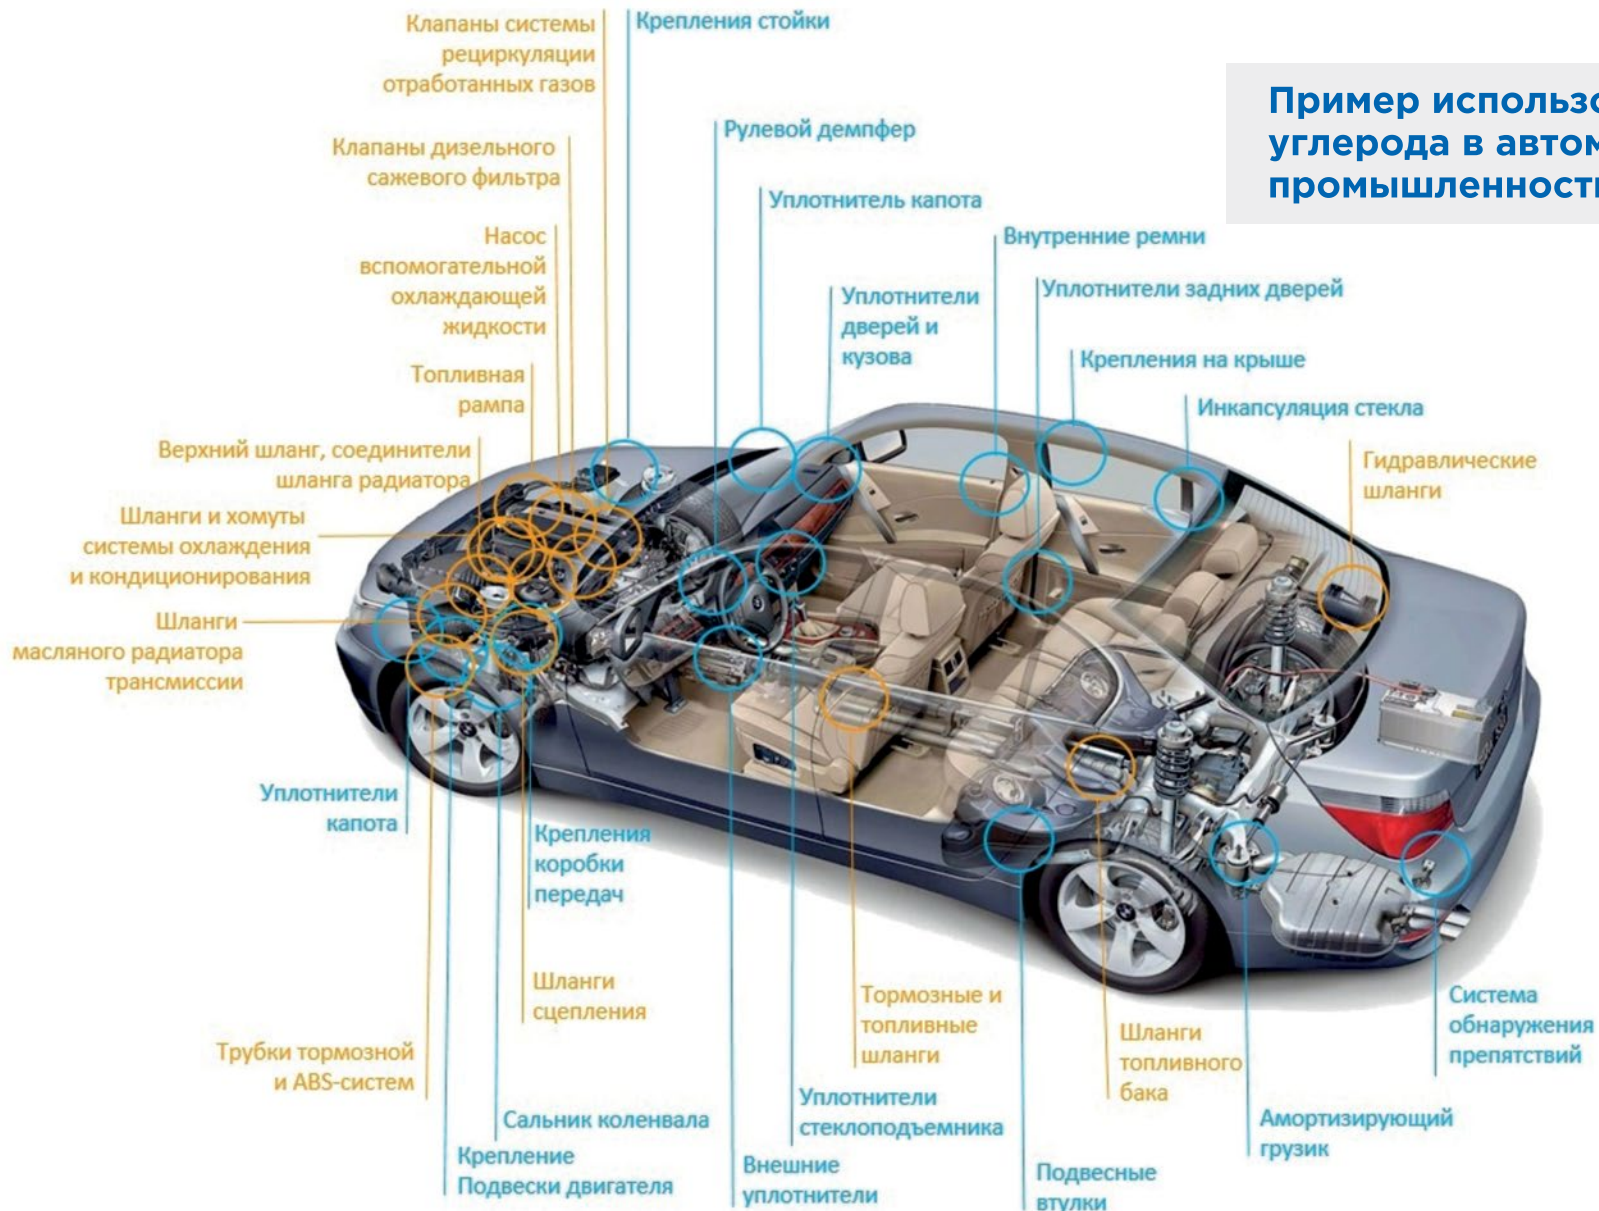 Клапаны системы
рециркуляции
отработанных газов
Крепления стойки
Пример использо
углерода в автом
промышленност
Рулевой демпфер
Клапаны дизельного
сажевого фильтра
Уплотнитель капота
Насос
вспомогательной
охлаждающей
жидкости
Внутренние ремни
Уплотнители
дверей и
кузова
Уплотнители задних дверей
Крепления на крыше
Топливная
рампа
Инкапсуляция стекла
Верхний шланг, соединители
шланга радиатора
Гидравлические
шланги
Шланги и хомуты
системы охлаждения
и кондиционирования
Шланги
масляного радиатора
трансмиссии
Уплотнители
капота
Крепления
коробки
передач
Шланги
сцепления
Тормозные и
топливные
шланги
Шланги
топливного
бака
Система
обнаружения
препятствий
Трубки тормозной
и ABS-систем
Сальник коленвала
Уплотнители
стеклоподъемника
Амортизирующий
грузик
Крепление
Подвески двигателя
Внешние
уплотнители
Подвесные
втулки